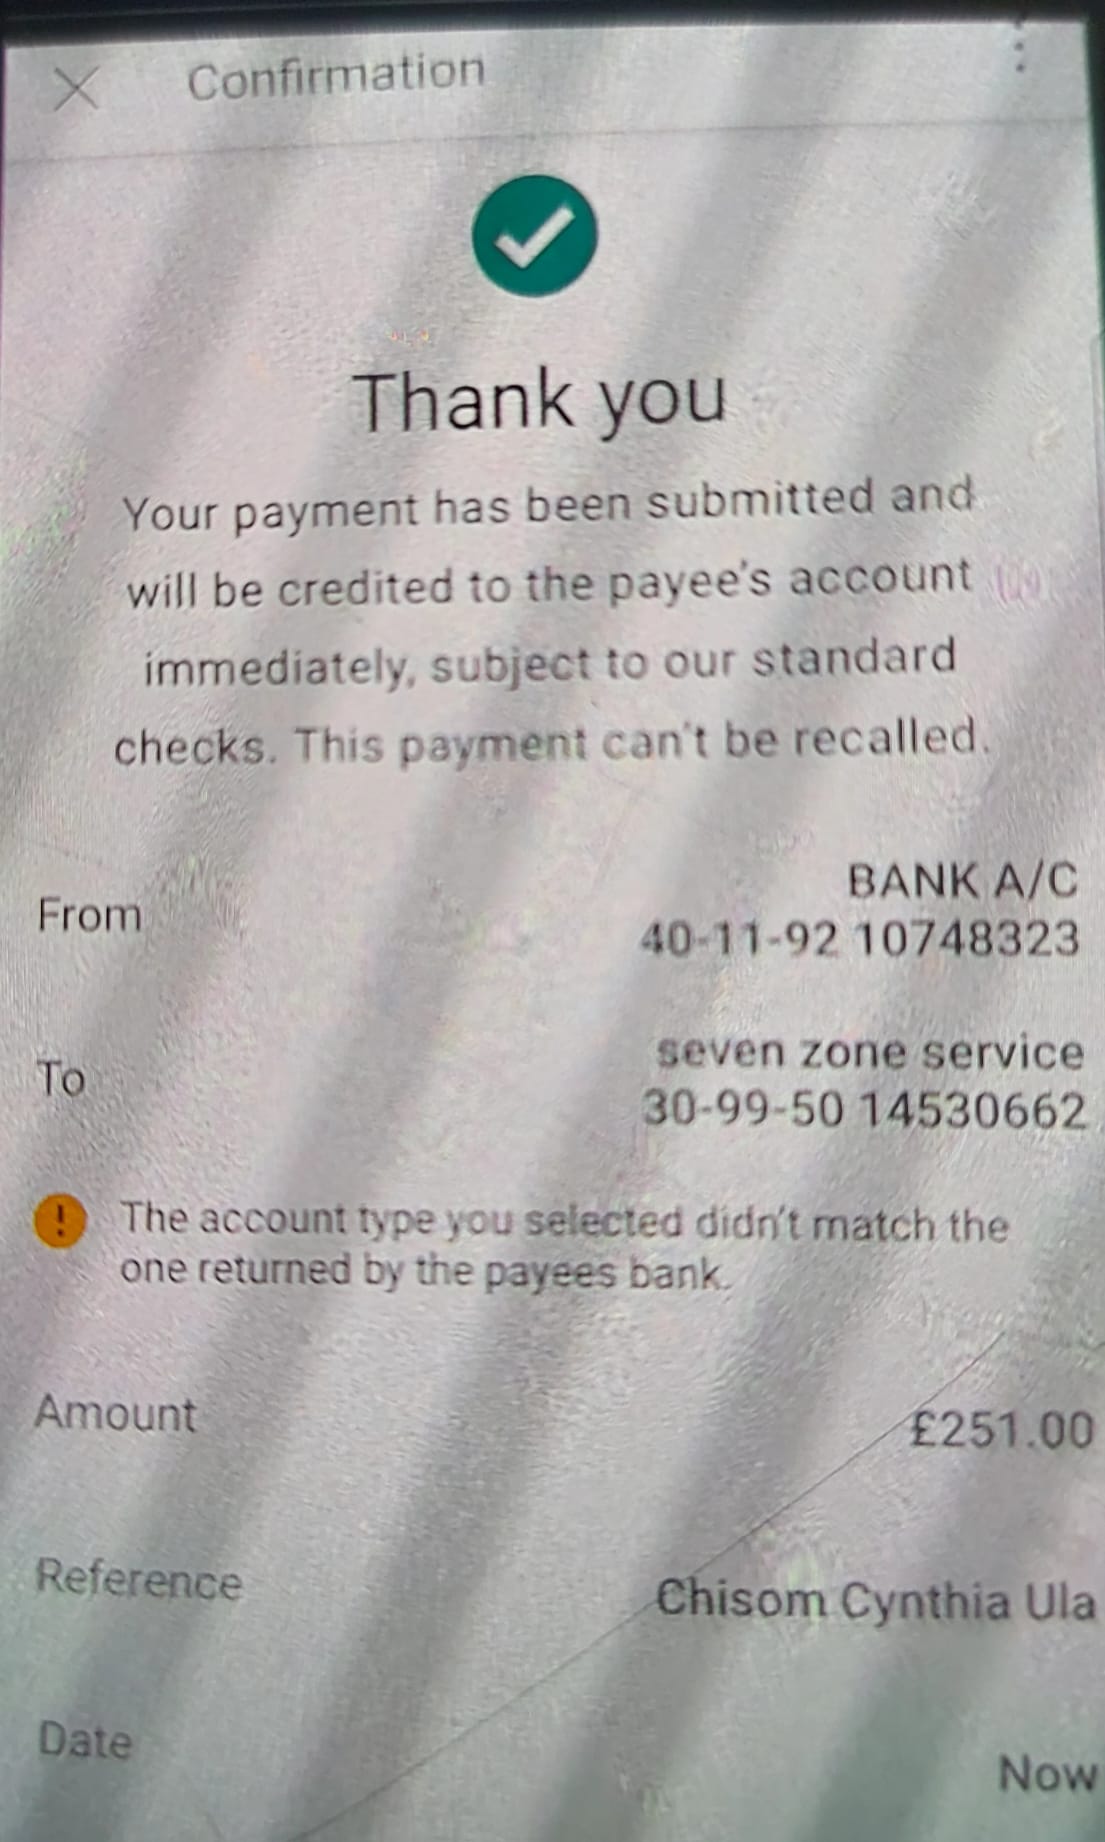 Confirmation
Thank you
Your payment has been submitted and
will be credited to the payee's account
immediately, subject to our standard
checks. This payment can't be recalled.
From
BANK A/C
40-11-92 10748323
To
seven zone service
30-99-50 14530662
The account type you selected didn't match the
one returned by the payees bank.
Amount
£251.00
Reference
Chisom Cynthia Ula
Date
Now